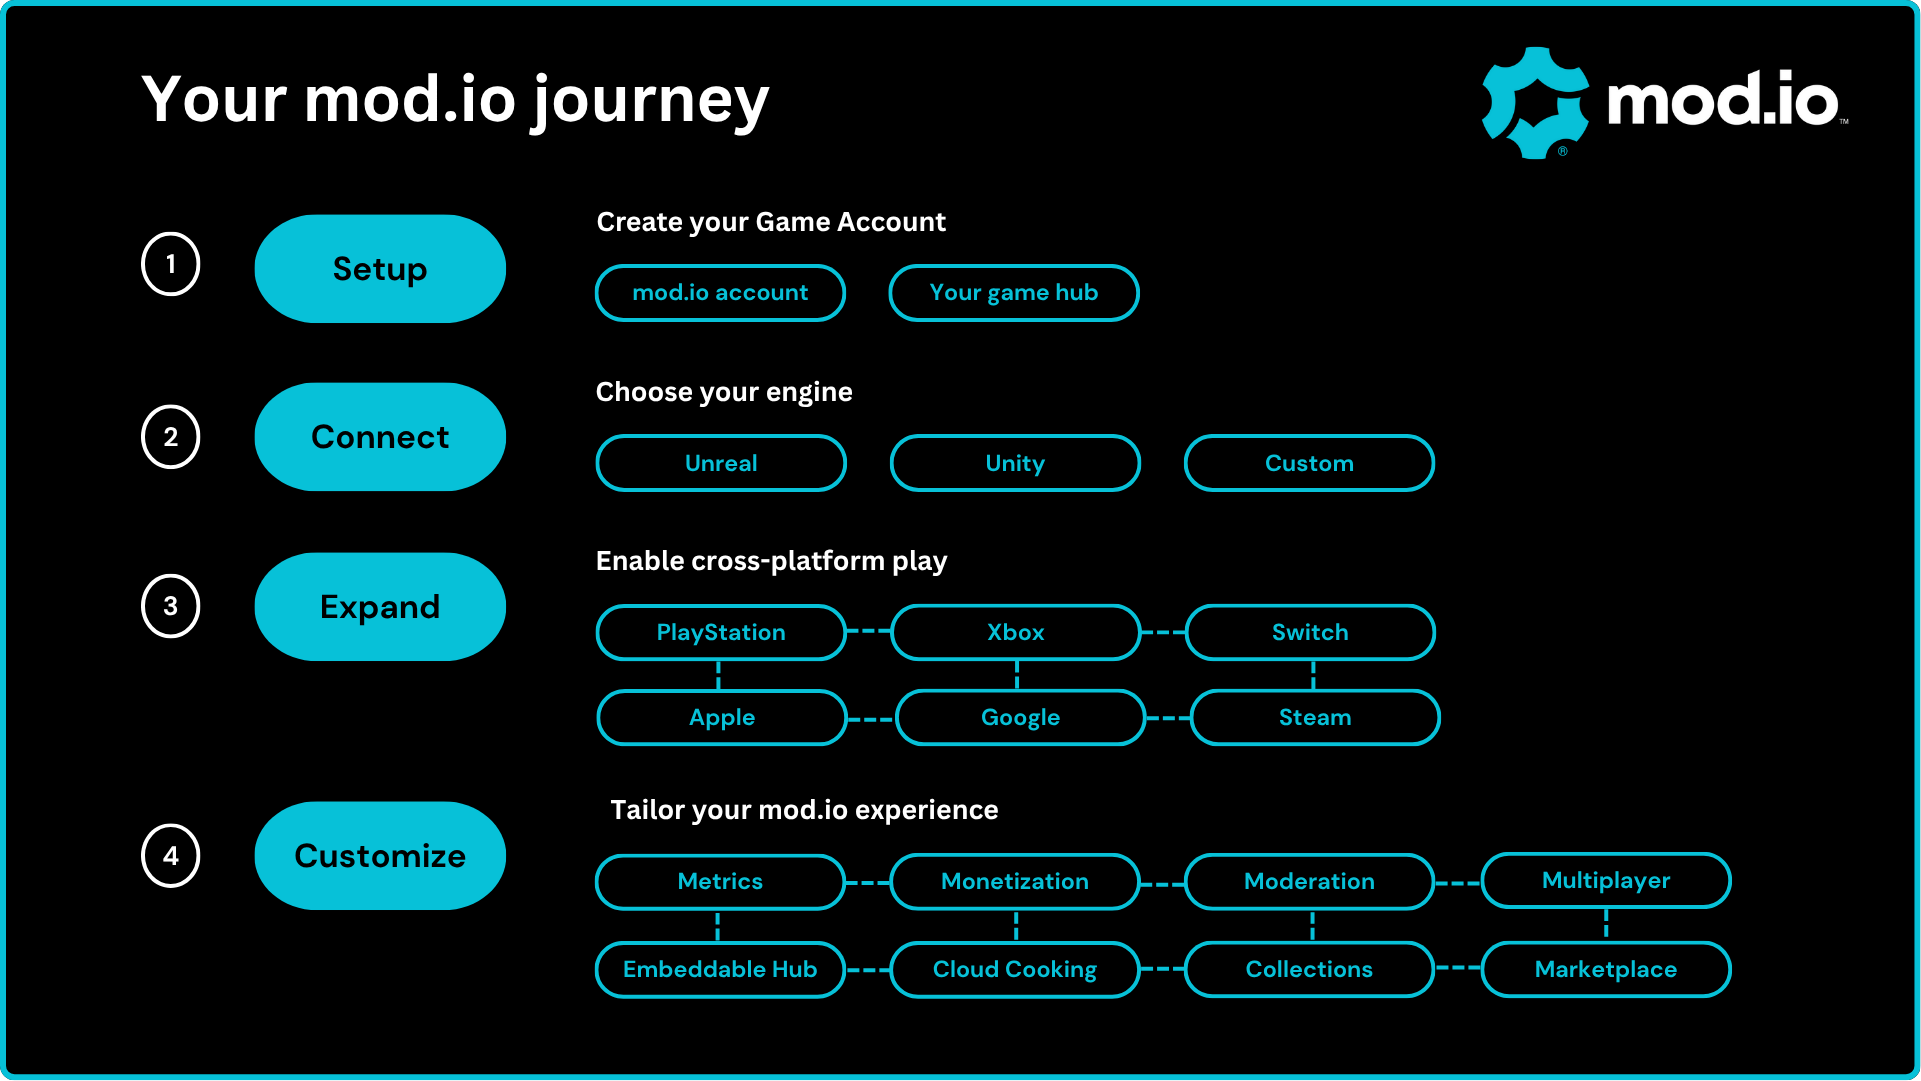 Your mod.io journey
mod.io™
®
1
Setup
Create your Game Account
mod.io account
Your game hub
2
Connect
Choose your engine
Unreal
Unity
Custom
3
Expand
Enable cross-platform play
PlayStation
Xbox
Switch
Apple
Google
Steam
4
Customize
Tailor your mod.io experience
Metrics
Monetization
Moderation
Multiplayer
Embeddable Hub
Cloud Cooking
Collections
Marketplace